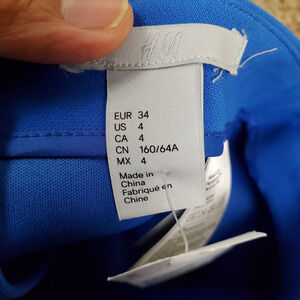 H&M
EUR 34
US 4
CA 4
CN 160/64A
MX 4
Made in
China
Fabriqué en
Chine